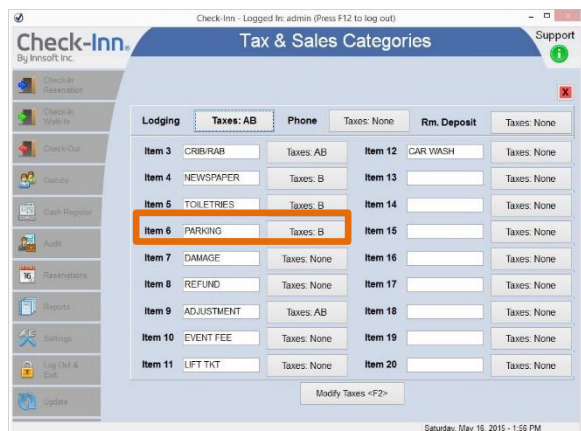 Check-Inn - Logged In: admin (Press F12 to log out)
Check-Inn®
By Innsoft Inc.
Tax & Sales Categories
Support
X
Check-In
Reservation
Check-In
Walk-In
Check-Out
Guests
Cash Register
Audit
Reservations
Reports
Settings
Log Out &
Exit
Update
Lodging Taxes: AB Phone Taxes: None Rm. Deposit Taxes: None
Item 3 CRIB/RAB Taxes: AB Item 12 CAR WASH Taxes: None
Item 4 NEWSPAPER Taxes: B Item 13 Taxes: None
Item 5 TOILETRIES Taxes: B Item 14 Taxes: None
Item 6 PARKING Taxes: B Item 15 Taxes: None
Item 7 DAMAGE Taxes: None Item 16 Taxes: None
Item 8 REFUND Taxes: None Item 17 Taxes: None
Item 9 ADJUSTMENT Taxes: AB Item 18 Taxes: None
Item 10 EVENT FEE Taxes: None Item 19 Taxes: None
Item 11 LIFT TKT Taxes: None Item 20 Taxes: None
Modify Taxes <F2>
Saturday, May 16, 2015 - 1:56 PM